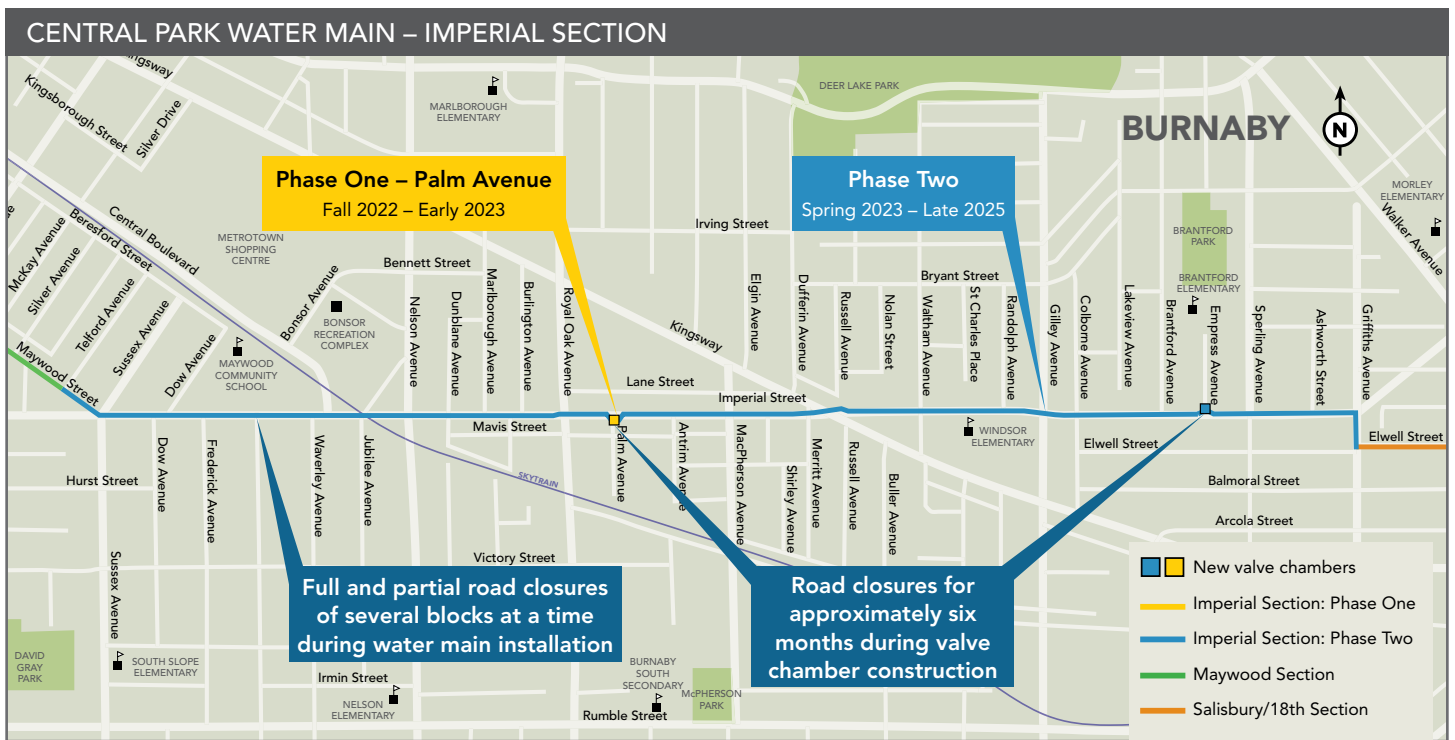 CENTRAL PARK WATER MAIN – IMPERIAL SECTION
Kingsborough Street
Silver Drive
MARLBOROUGH
ELEMENTARY
DEER LAKE PARK
BURNABY
N
MORLEY
ELEMENTARY
Walker Avenue
Phase One – Palm Avenue
Fall 2022 – Early 2023
Phase Two
Spring 2023 – Late 2025
BRANTFORD
PARK
BRANTFORD
ELEMENTARY
McKay Avenue
Silver Avenue
Beresford Street
Central Boulevard
METROTOWN
SHOPPING
CENTRE
Telford Avenue
Sussex Avenue
Dow Avenue
Maywood Street
MAYWOOD
COMMUNITY
SCHOOL
Bonsor Avenue
BONSOR
RECREATION
COMPLEX
Bennett Street
Nelson Avenue
Dunblane Avenue
Marlborough Avenue
Burlington Avenue
Royal Oak Avenue
Irving Street
Kingsway
Elgin Avenue
Dufferin Avenue
Russell Avenue
Nolan Street
Bryant Street
Waltham Avenue
St Charles Place
Randolph Avenue
Gilley Avenue
Colborne Avenue
Lakeview Avenue
Brantford Avenue
Empress Avenue
Sperling Avenue
Ashworth Street
Griffiths Avenue
Lane Street
Imperial Street
Mavis Street
WINDSOR
ELEMENTARY
Elwell Street
Elwell Street
Hurst Street
Dow Avenue
Frederick Avenue
Waverley Avenue
Jubilee Avenue
SKYTRAIN
Palm Avenue
Antrim Avenue
MacPherson Avenue
Shirley Avenue
Merritt Avenue
Russell Avenue
Buller Avenue
Balmoral Street
Arcola Street
Victory Street
Sussex Avenue
Full and partial road closures
of several blocks at a time
during water main installation
Road closures for
approximately six
months during valve
chamber construction
DAVID
GRAY
PARK
SOUTH SLOPE
ELEMENTARY
Irmin Street
NELSON
ELEMENTARY
BURNABY
SOUTH
SECONDARY
McPHERSON
PARK
Rumble Street
New valve chambers
Imperial Section: Phase One
Imperial Section: Phase Two
Maywood Section
Salisbury/18th Section